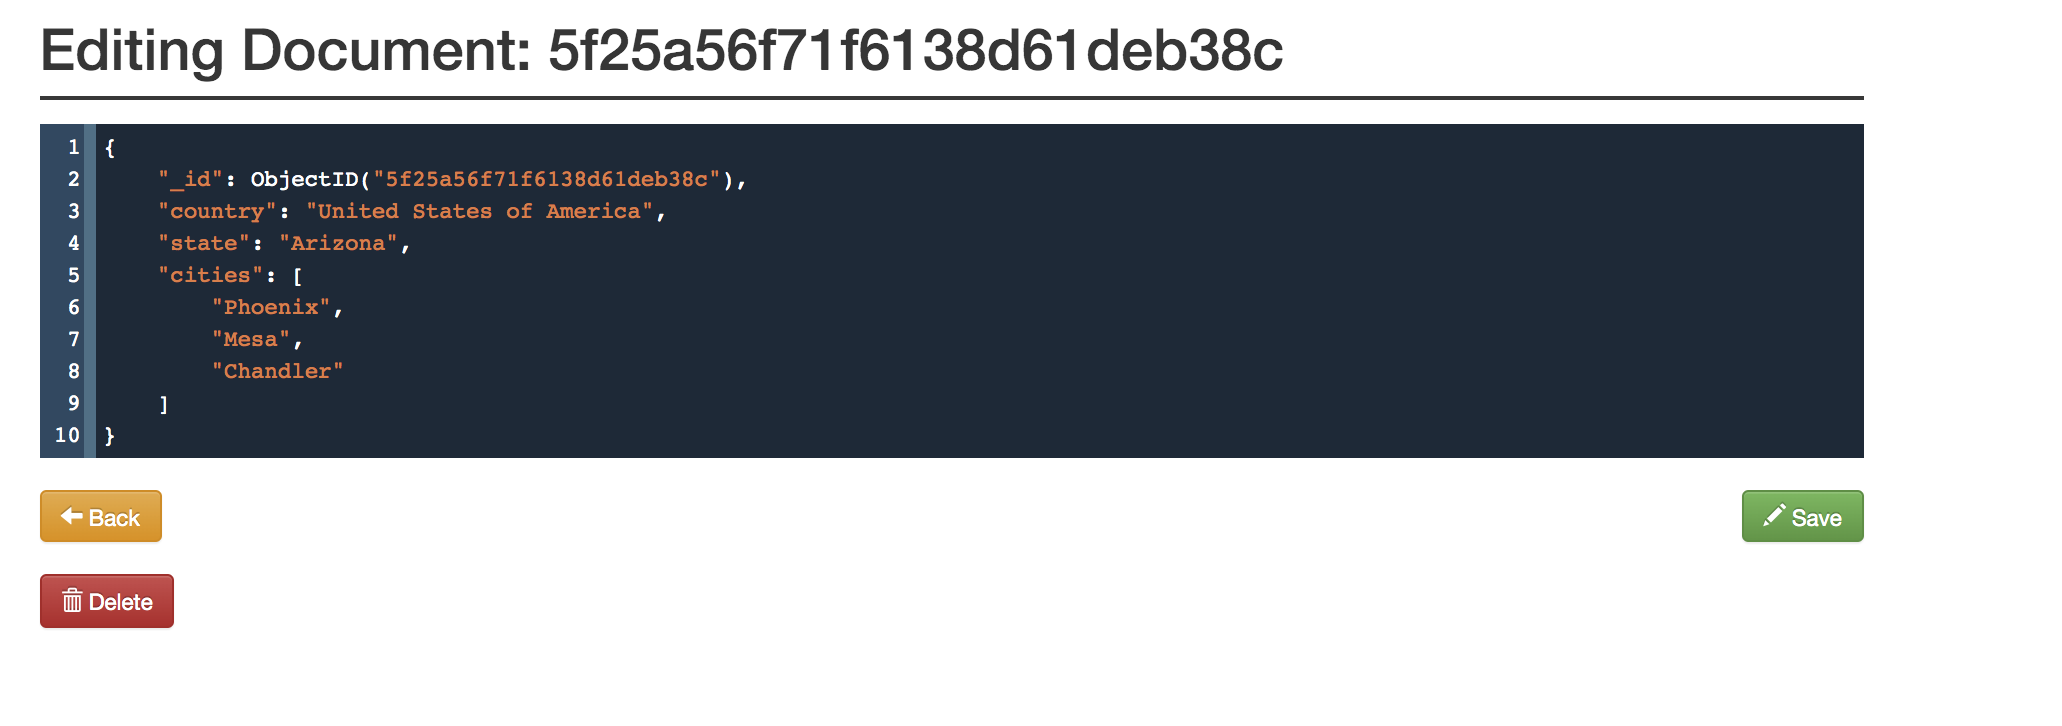 Editing Document: 5f25a56f71f6138d61deb38c
1 {
2     "_id": ObjectID("5f25a56f71f6138d61deb38c"),
3     "country": "United States of America",
4     "state": "Arizona",
5     "cities": [
6         "Phoenix",
7         "Mesa",
8         "Chandler"
9     ]
10 }
Back
Save
Delete